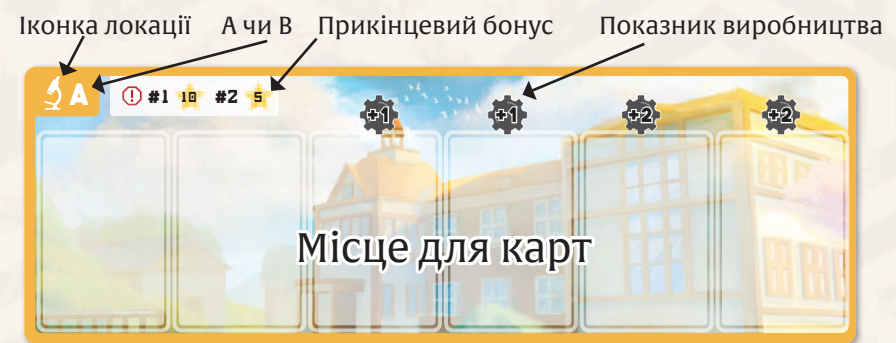 Іконка локації А чи В Прикінцевий бонус Показник виробництва
A #1 10 #2 5
+1 +1 +2 +2
Місце для карт